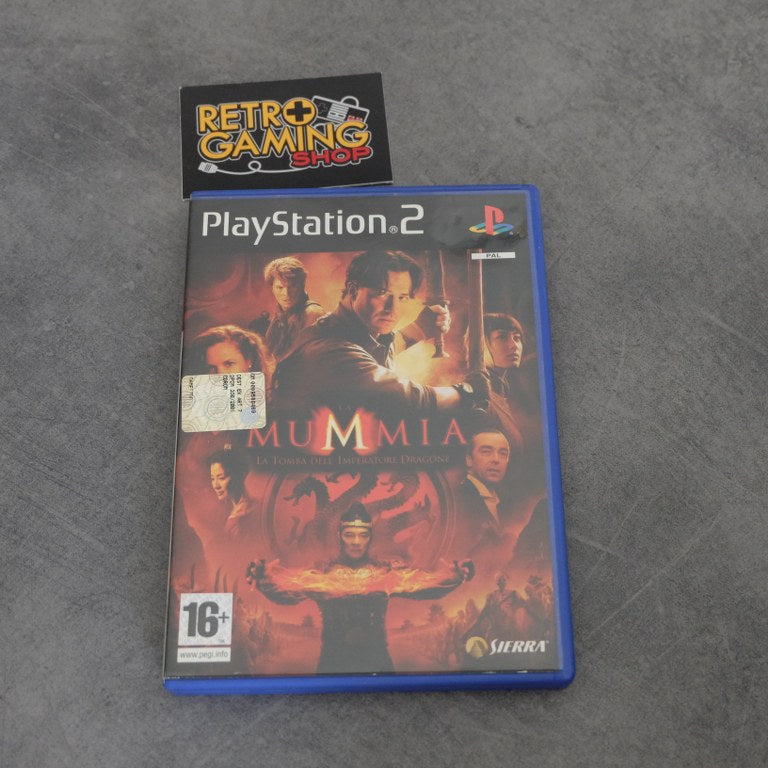 RETRO
GAMING
SHOP
PlayStation®2
PAL
LA
MUMMIA
LA TOMBA DELL'IMPERATORE DRAGONE
16+
www.pegi.info
SIERRA